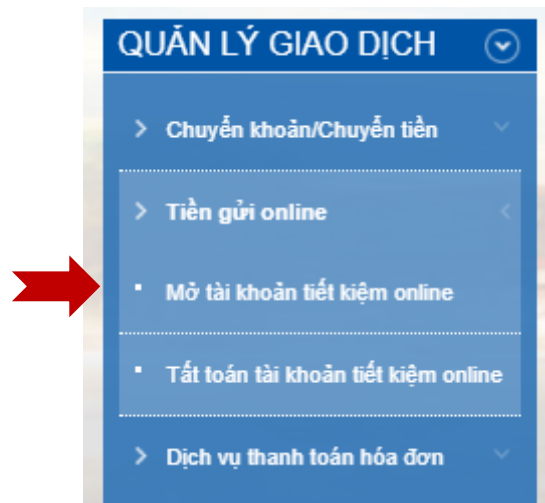 QUẢN LÝ GIAO DỊCH
Chuyển khoản/Chuyển tiền
Tiền gửi online
Mở tài khoản tiết kiệm online
Tất toán tài khoản tiết kiệm online
Dịch vụ thanh toán hóa đơn